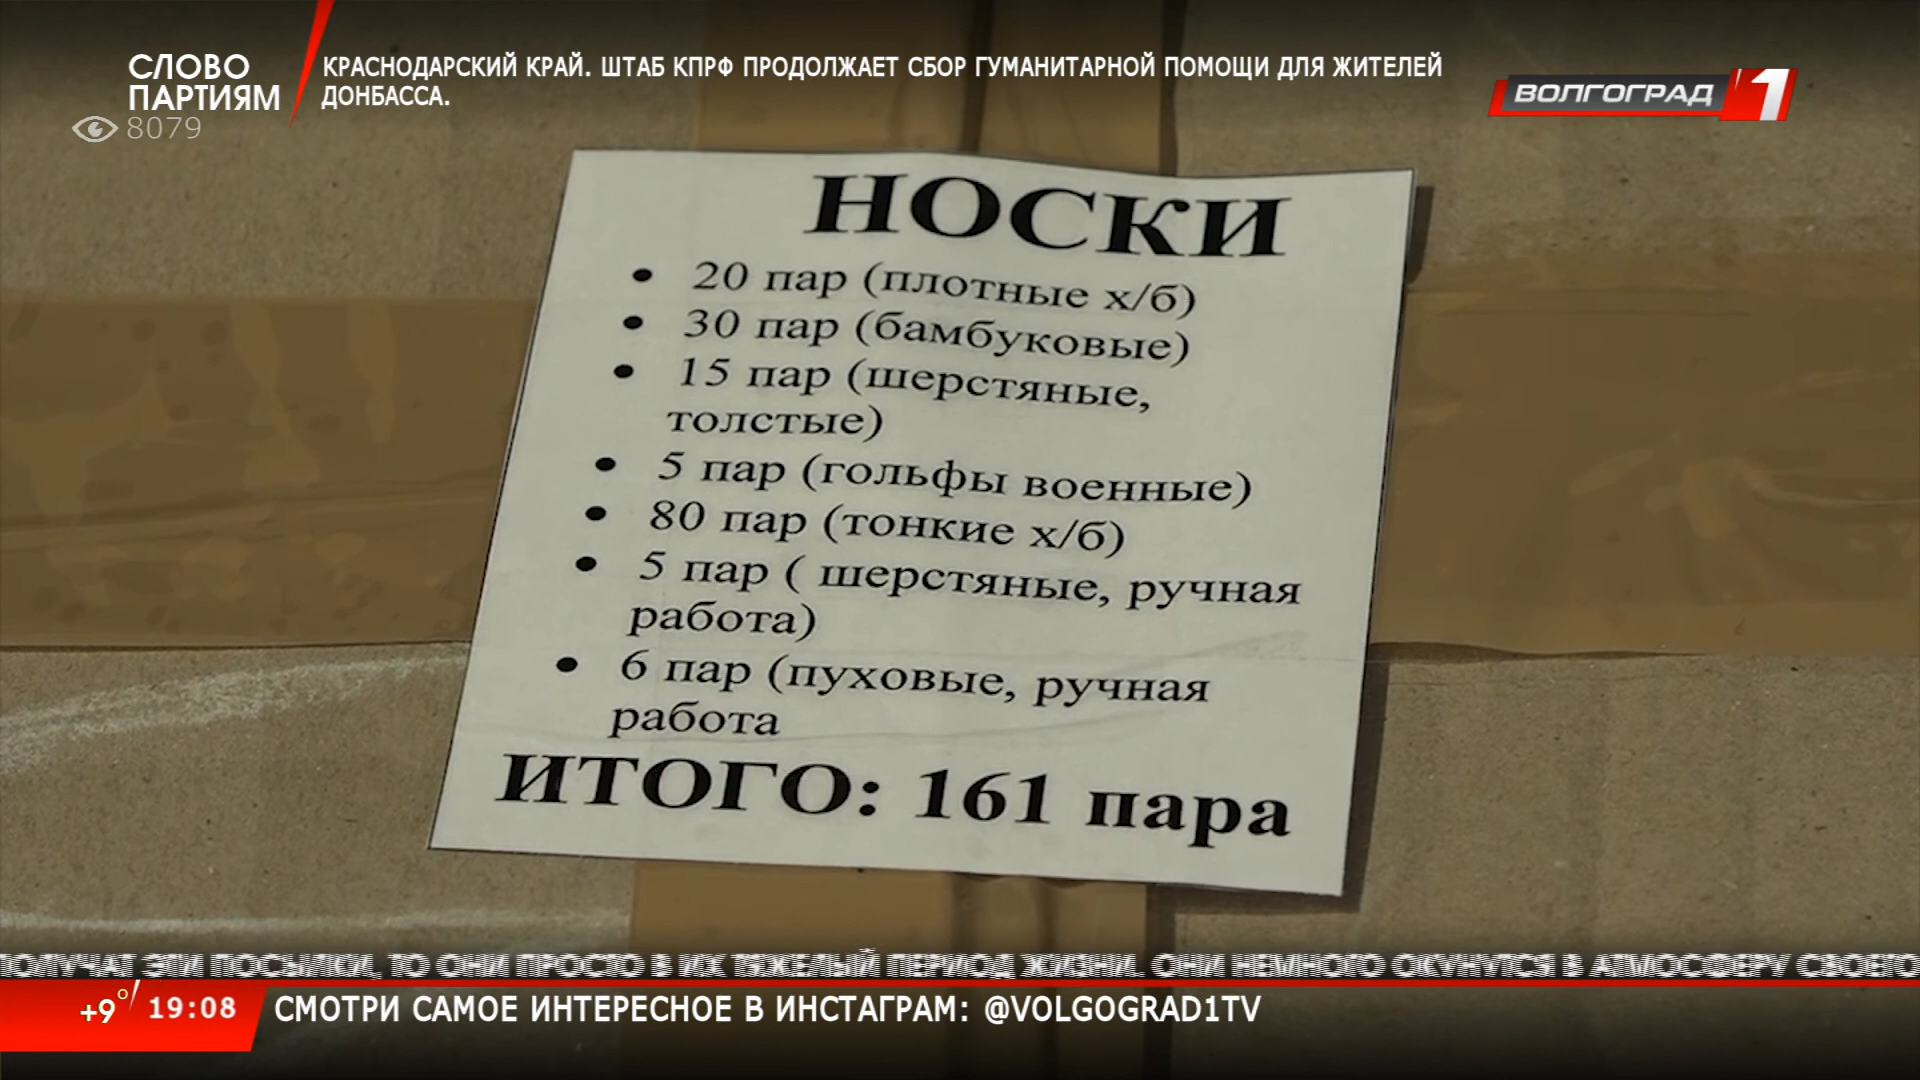 СЛОВО
ПАРТИЯМ
8079
КРАСНОДАРСКИЙ КРАЙ. ШТАБ КПРФ ПРОДОЛЖАЕТ СБОР ГУМАНИТАРНОЙ ПОМОЩИ ДЛЯ ЖИТЕЛЕЙ
ДОНБАССА.
ВОЛГОГРАД 1
НОСКИ
• 20 пар (плотные х/б)
• 30 пар (бамбуковые)
• 15 пар (шерстяные,
толстые)
• 5 пар (гольфы военные)
• 80 пар (тонкие х/б)
• 5 пар ( шерстяные, ручная
работа)
• 6 пар (пуховые, ручная
работа
ИТОГО: 161 пара
ПОЛУЧАТ ЭТИ ПОСЫЛКИ, ТО ОНИ ПРОСТО В ИХ ТЯЖЕЛЫЙ ПЕРИОД ЖИЗНИ. ОНИ НЕМНОГО ОКУНУТСЯ В АТМОСФЕРУ СВОЕГО
+9° 19:08 СМОТРИ САМОЕ ИНТЕРЕСНОЕ В ИНСТАГРАМ: @VOLGOGRAD1TV